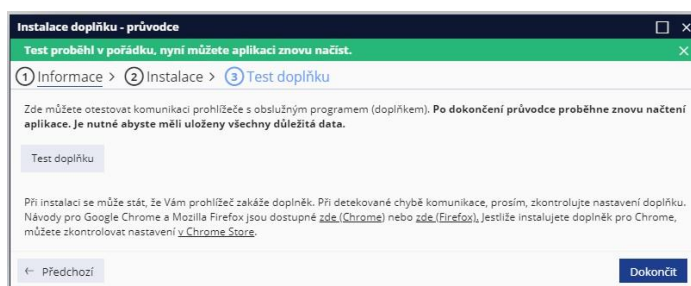 Instalace doplňku - průvodce
Test proběhl v pořádku, nyní můžete aplikaci znovu načíst.
1 Informace > 2 Instalace > 3 Test doplňku
Zde můžete otestovat komunikaci prohlížeče s obslužným programem (doplňkem). Po dokončení průvodce proběhne znovu načtení
aplikace. Je nutné abyste měli uloženy všechny důležitá data.
Test doplňku
Při instalaci se může stát, že Vám prohlížeč zakáže doplněk. Při detekované chybě komunikace, prosím, zkontrolujte nastavení doplňku.
Návody pro Google Chrome a Mozilla Firefox jsou dostupné zde (Chrome) nebo zde (Firefox). Jestliže instalujete doplněk pro Chrome,
můžete zkontrolovat nastavení v Chrome Store.
← Předchozí
Dokončit